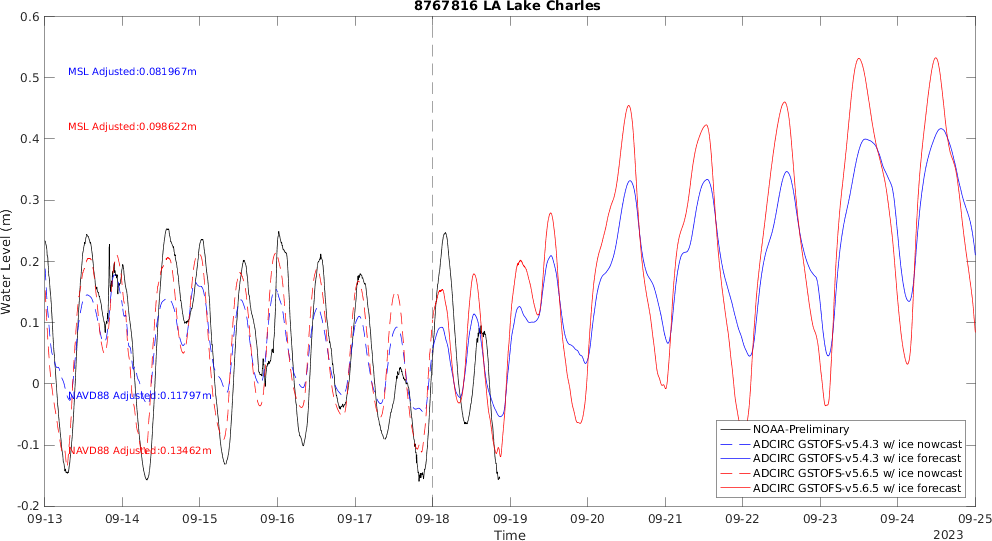 8767816 LA Lake Charles
0.6
0.5
0.4
0.3
0.2
0.1
0
-0.1
-0.2
Water Level (m)
MSL Adjusted:0.081967m
MSL Adjusted:0.098622m
NAVD88 Adjusted:0.11797m
NAVD88 Adjusted:0.13462m
NOAA-Preliminary
ADCIRC GSTOFS-v5.4.3 w/ ice nowcast
ADCIRC GSTOFS-v5.4.3 w/ ice forecast
ADCIRC GSTOFS-v5.6.5 w/ ice nowcast
ADCIRC GSTOFS-v5.6.5 w/ ice forecast
09-13 09-14 09-15 09-16 09-17 09-18 09-19 09-20 09-21 09-22 09-23 09-24 09-25
Time
2023